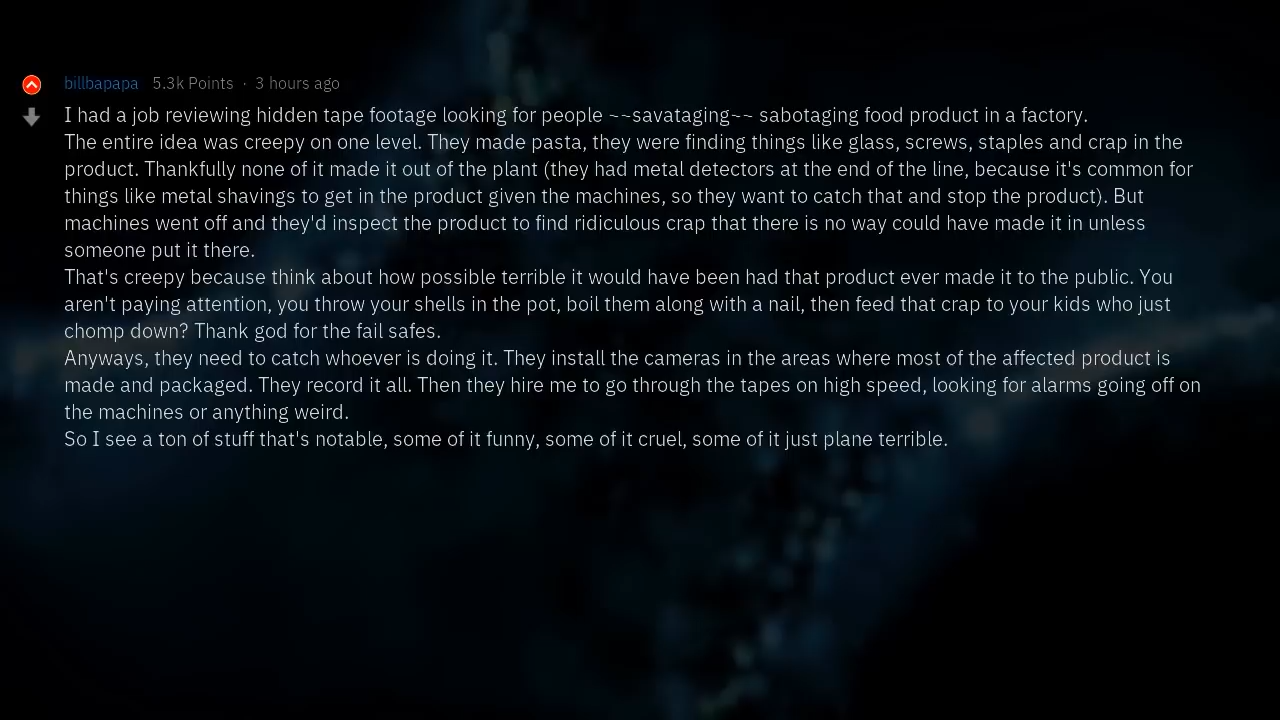 billbapapa 5.3k Points · 3 hours ago
I had a job reviewing hidden tape footage looking for people ~~savataging~~ sabotaging food product in a factory.
The entire idea was creepy on one level. They made pasta, they were finding things like glass, screws, staples and crap in the
product. Thankfully none of it made it out of the plant (they had metal detectors at the end of the line, because it's common for
things like metal shavings to get in the product given the machines, so they want to catch that and stop the product). But
machines went off and they'd inspect the product to find ridiculous crap that there is no way could have made it in unless
someone put it there.
That's creepy because think about how possible terrible it would have been had that product ever made it to the public. You
aren't paying attention, you throw your shells in the pot, boil them along with a nail, then feed that crap to your kids who just
chomp down? Thank god for the fail safes.
Anyways, they need to catch whoever is doing it. They install the cameras in the areas where most of the affected product is
made and packaged. They record it all. Then they hire me to go through the tapes on high speed, looking for alarms going off on
the machines or anything weird.
So I see a ton of stuff that's notable, some of it funny, some of it cruel, some of it just plane terrible.